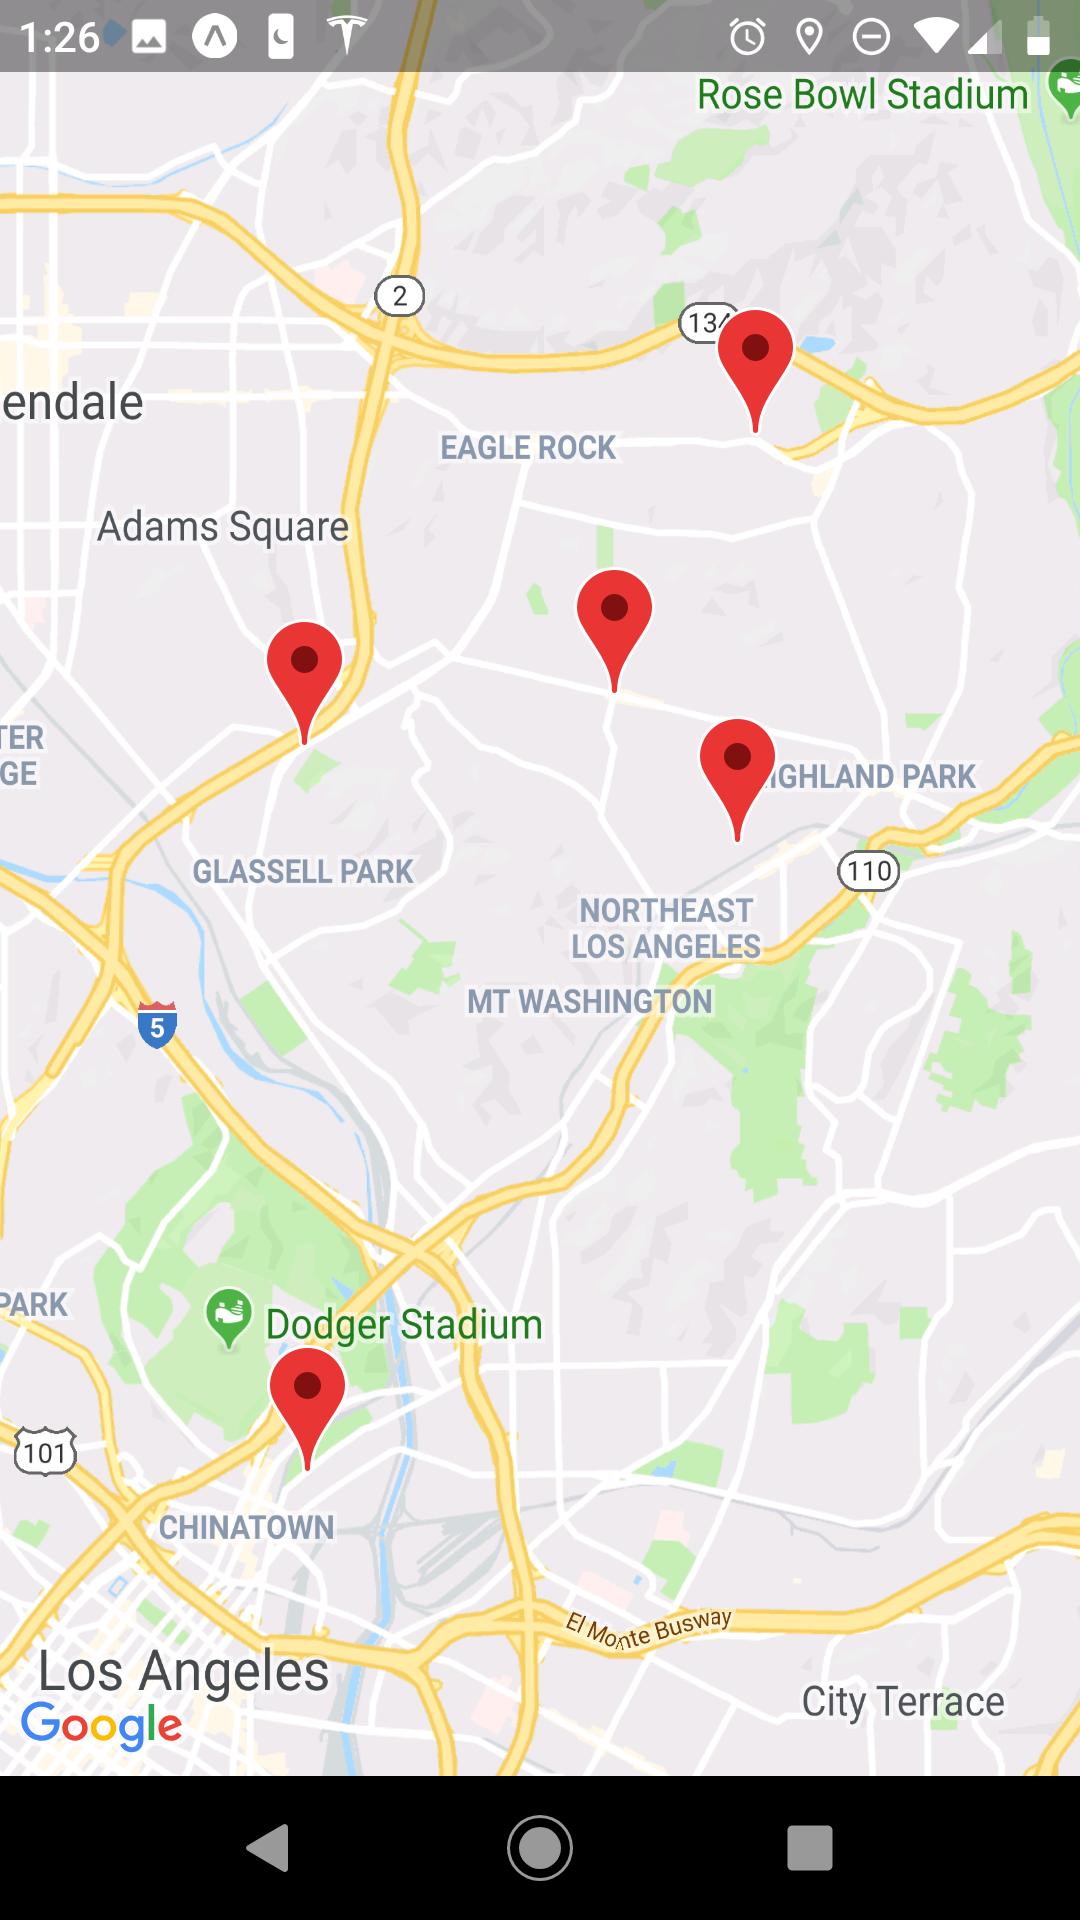 1:26
Rose Bowl Stadium
2
134
endale
EAGLE ROCK
Adams Square
TER
GE
IGHLAND PARK
GLASSELL PARK
110
NORTHEAST
LOS ANGELES
MT WASHINGTON
5
PARK
Dodger Stadium
101
CHINATOWN
El Monte Busway
Los Angeles
City Terrace
Google